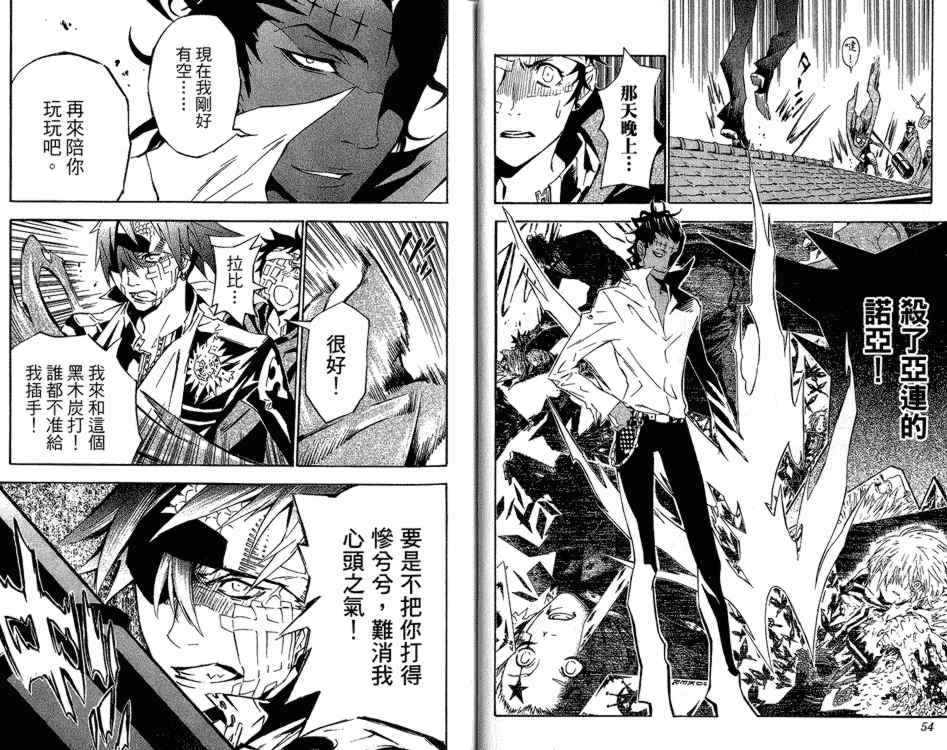 哇！
那天晚上…
殺了亞連的
諾亞！
54
現在我剛好
有空……
再來陪你
玩玩吧。
很好！
拉比…
我來和這個
黑木炭打！
誰都不准給
我插手！
要是不把你打得
慘兮兮，難消我
心頭之氣！